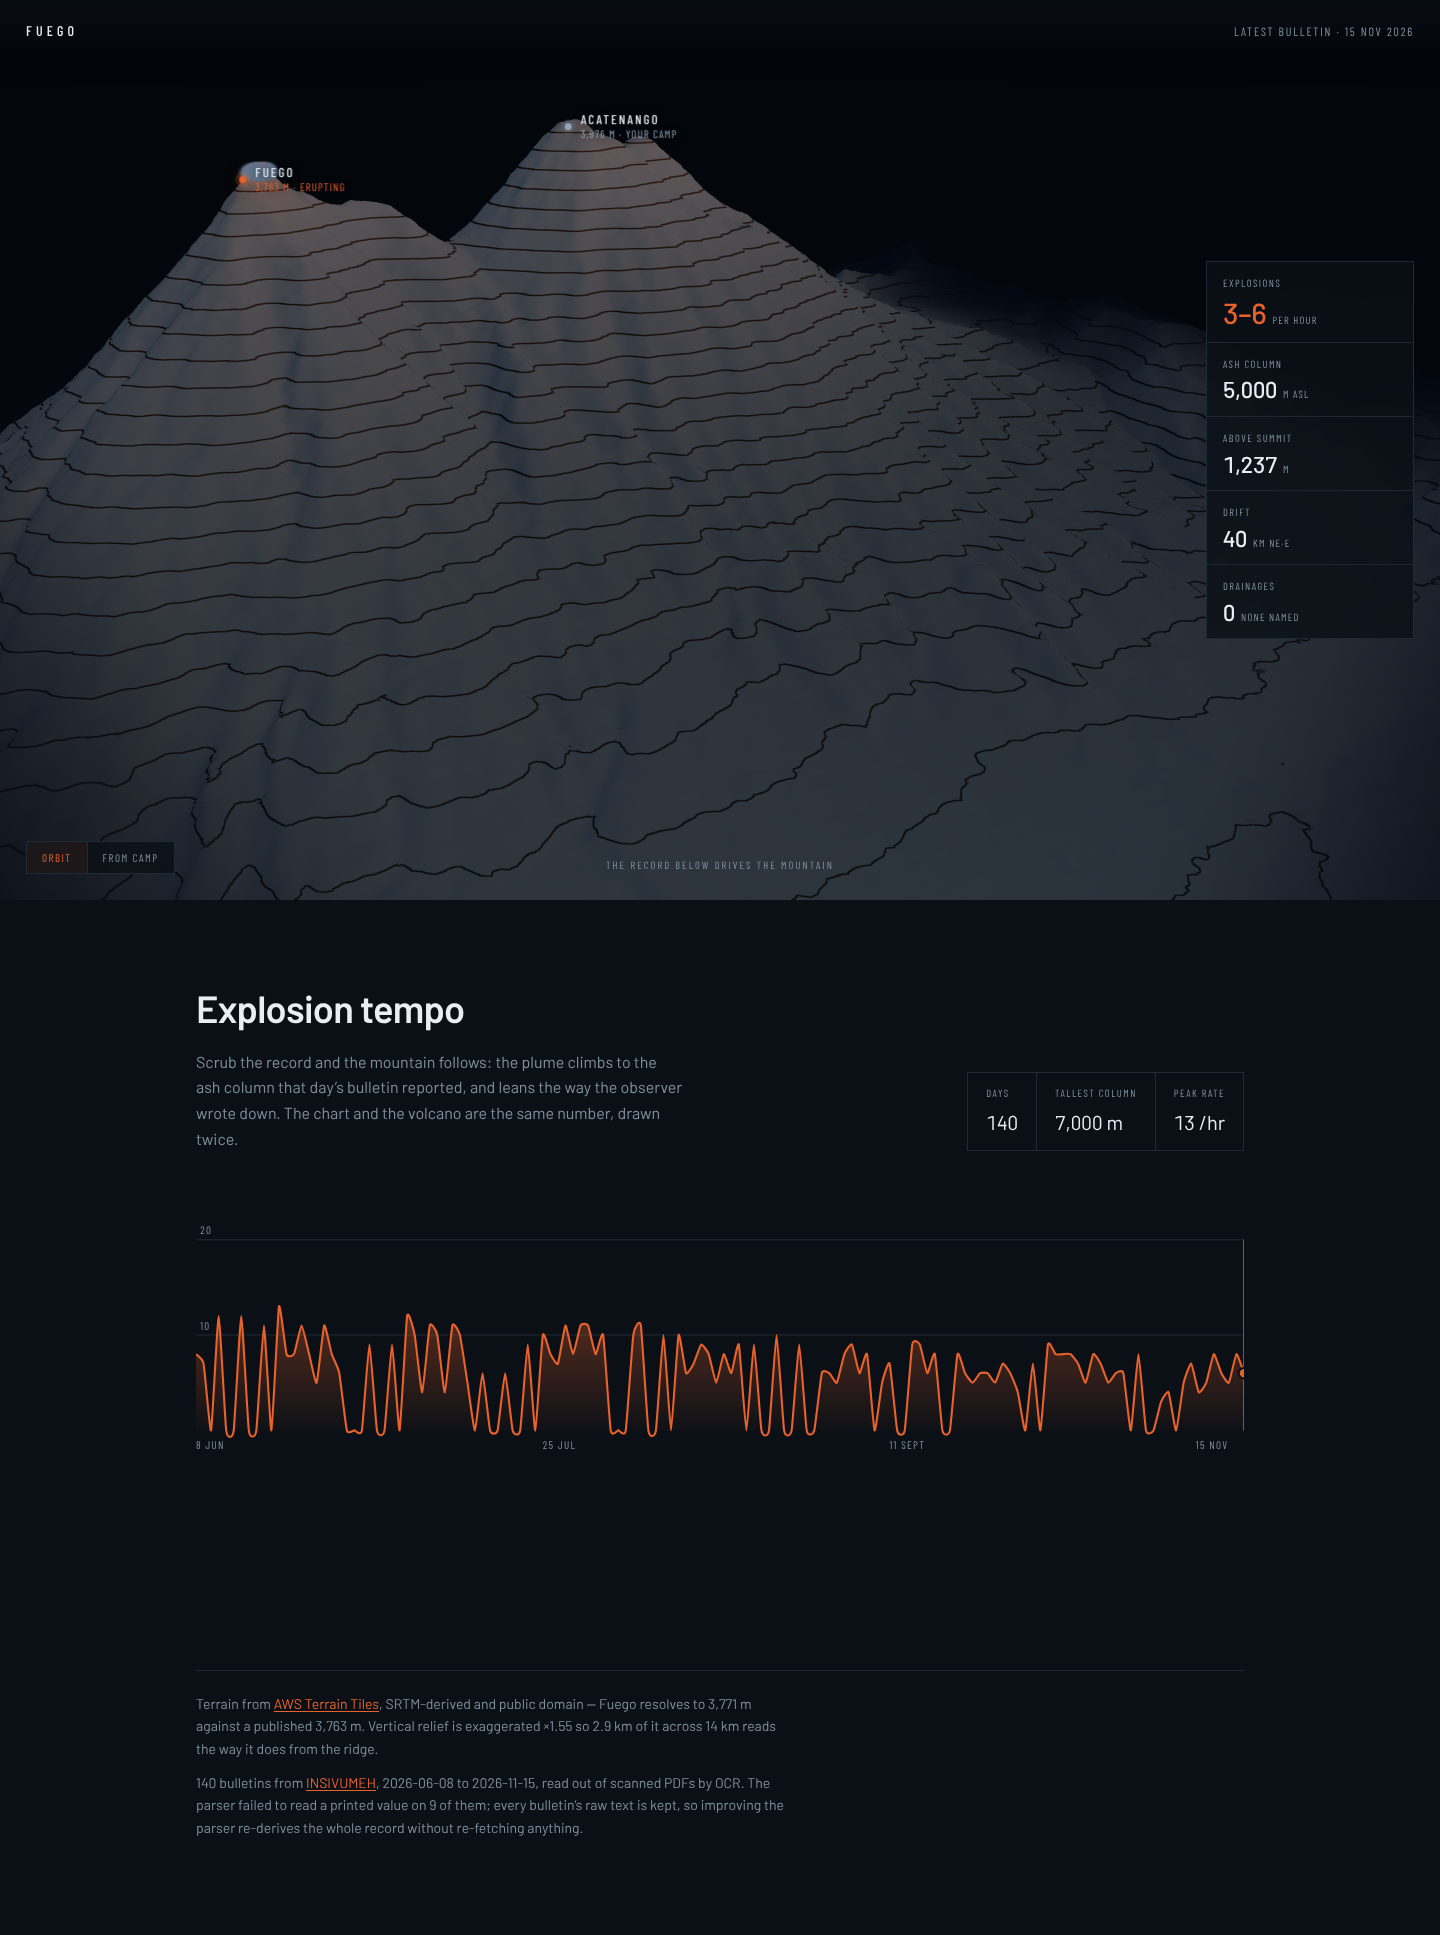 FUEGO
LATEST BULLETIN · 15 NOV 2026
ACATENANGO
3,976 M · YOUR CAMP
FUEGO
3,763 M · ERUPTING
EXPLOSIONS
3–6 PER HOUR
ASH COLUMN
5,000 M ASL
ABOVE SUMMIT
1,237 M
DRIFT
40 KM NE-E
DRAINAGES
0 NONE NAMED
ORBIT
FROM CAMP
THE RECORD BELOW DRIVES THE MOUNTAIN
Explosion tempo
Scrub the record and the mountain follows: the plume climbs to the
ash column that day’s bulletin reported, and leans the way the observer
wrote down. The chart and the volcano are the same number, drawn
twice.
DAYS
140
TALLEST COLUMN
7,000 m
PEAK RATE
13 /hr
20
10
8 JUN
25 JUL
11 SEPT
15 NOV
Terrain from AWS Terrain Tiles, SRTM-derived and public domain — Fuego resolves to 3,771 m
against a published 3,763 m. Vertical relief is exaggerated ×1.55 so 2.9 km of it across 14 km reads
the way it does from the ridge.
140 bulletins from INSIVUMEH, 2026-06-08 to 2026-11-15, read out of scanned PDFs by OCR. The
parser failed to read a printed value on 9 of them; every bulletin’s raw text is kept, so improving the
parser re-derives the whole record without re-fetching anything.